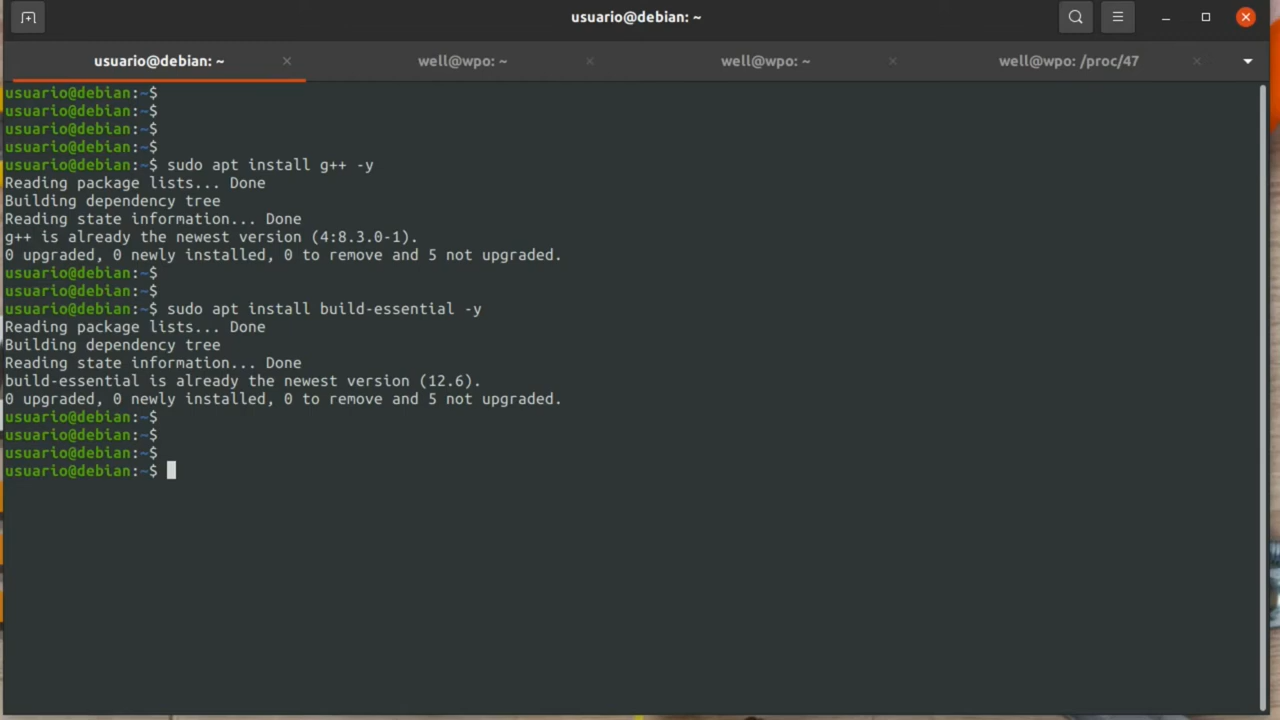 usuario@debian: ~
usuario@debian: ~
well@wpo: ~
well@wpo: ~
well@wpo: /proc/47
usuario@debian:~$
usuario@debian:~$
usuario@debian:~$
usuario@debian:~$
usuario@debian:~$ sudo apt install g++ -y
Reading package lists... Done
Building dependency tree
Reading state information... Done
g++ is already the newest version (4:8.3.0-1).
0 upgraded, 0 newly installed, 0 to remove and 5 not upgraded.
usuario@debian:~$
usuario@debian:~$
usuario@debian:~$ sudo apt install build-essential -y
Reading package lists... Done
Building dependency tree
Reading state information... Done
build-essential is already the newest version (12.6).
0 upgraded, 0 newly installed, 0 to remove and 5 not upgraded.
usuario@debian:~$
usuario@debian:~$
usuario@debian:~$
usuario@debian:~$